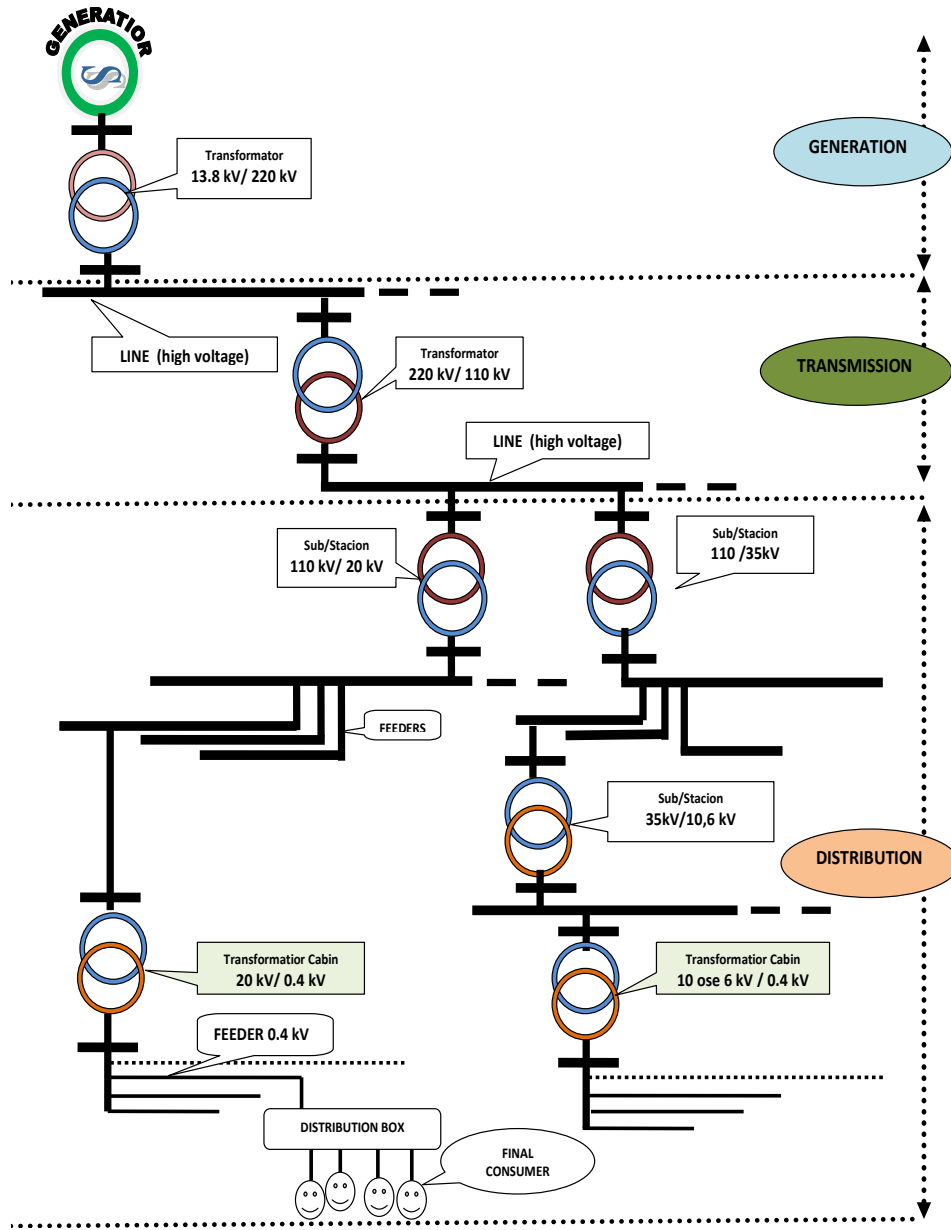 GENERATIOR
GENERATION
Transformator
13.8 kV/ 220 kV
LINE (high voltage)
Transformator
220 kV/ 110 kV
TRANSMISSION
LINE (high voltage)
Sub/Stacion
110 kV/ 20 kV
Sub/Stacion
110 /35kV
FEEDERS
Sub/Stacion
35kV/10,6 kV
DISTRIBUTION
Transformatior Cabin
20 kV/ 0.4 kV
Transformatior Cabin
10 ose 6 kV / 0.4 kV
FEEDER 0.4 kV
DISTRIBUTION BOX
FINAL
CONSUMER